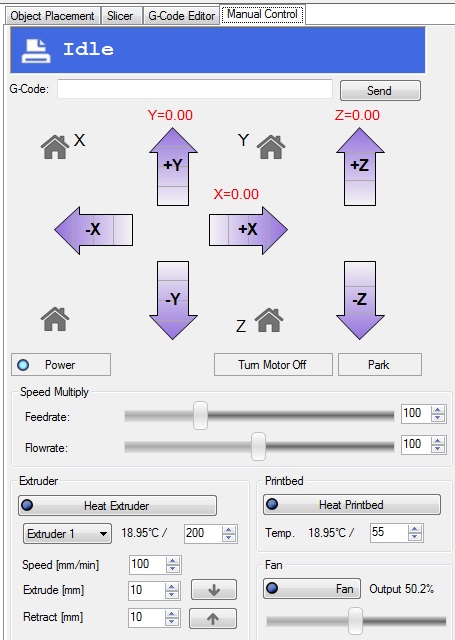 Object Placement Slicer G-Code Editor Manual Control
Idle
G-Code: Send
Y=0.00 Z=0.00
X Y
+Y +Z
X=0.00
-X +X
-Y -Z
Z
Power Turn Motor Off Park
Speed Multiply
Feedrate: 100
Flowrate: 100
Extruder Printbed
Heat Extruder Heat Printbed
Extruder 1 18.95°C / 200 Temp. 18.95°C / 55
Speed [mm/min] 100 Fan
Extrude [mm] 10 Fan Output 50.2%
Retract [mm] 10